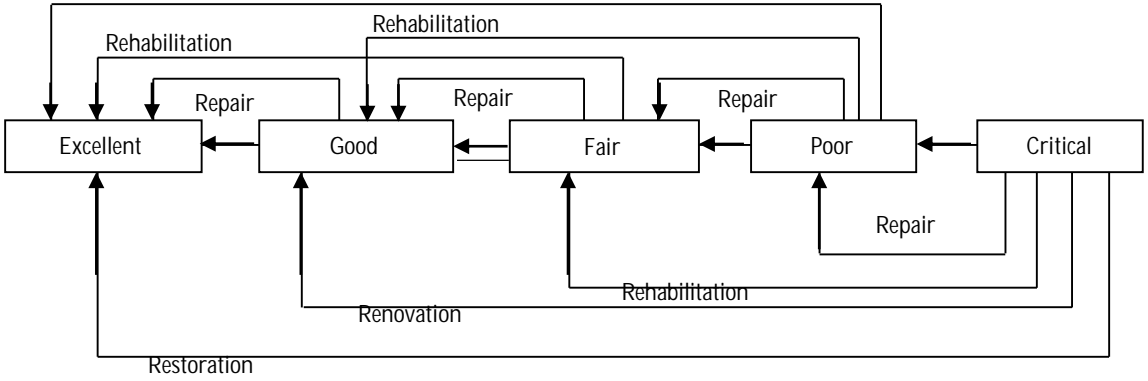 Rehabilitation
Rehabilitation
Repair
Repair
Repair
Excellent
Good
Fair
Poor
Critical
Repair
Rehabilitation
Renovation
Restoration